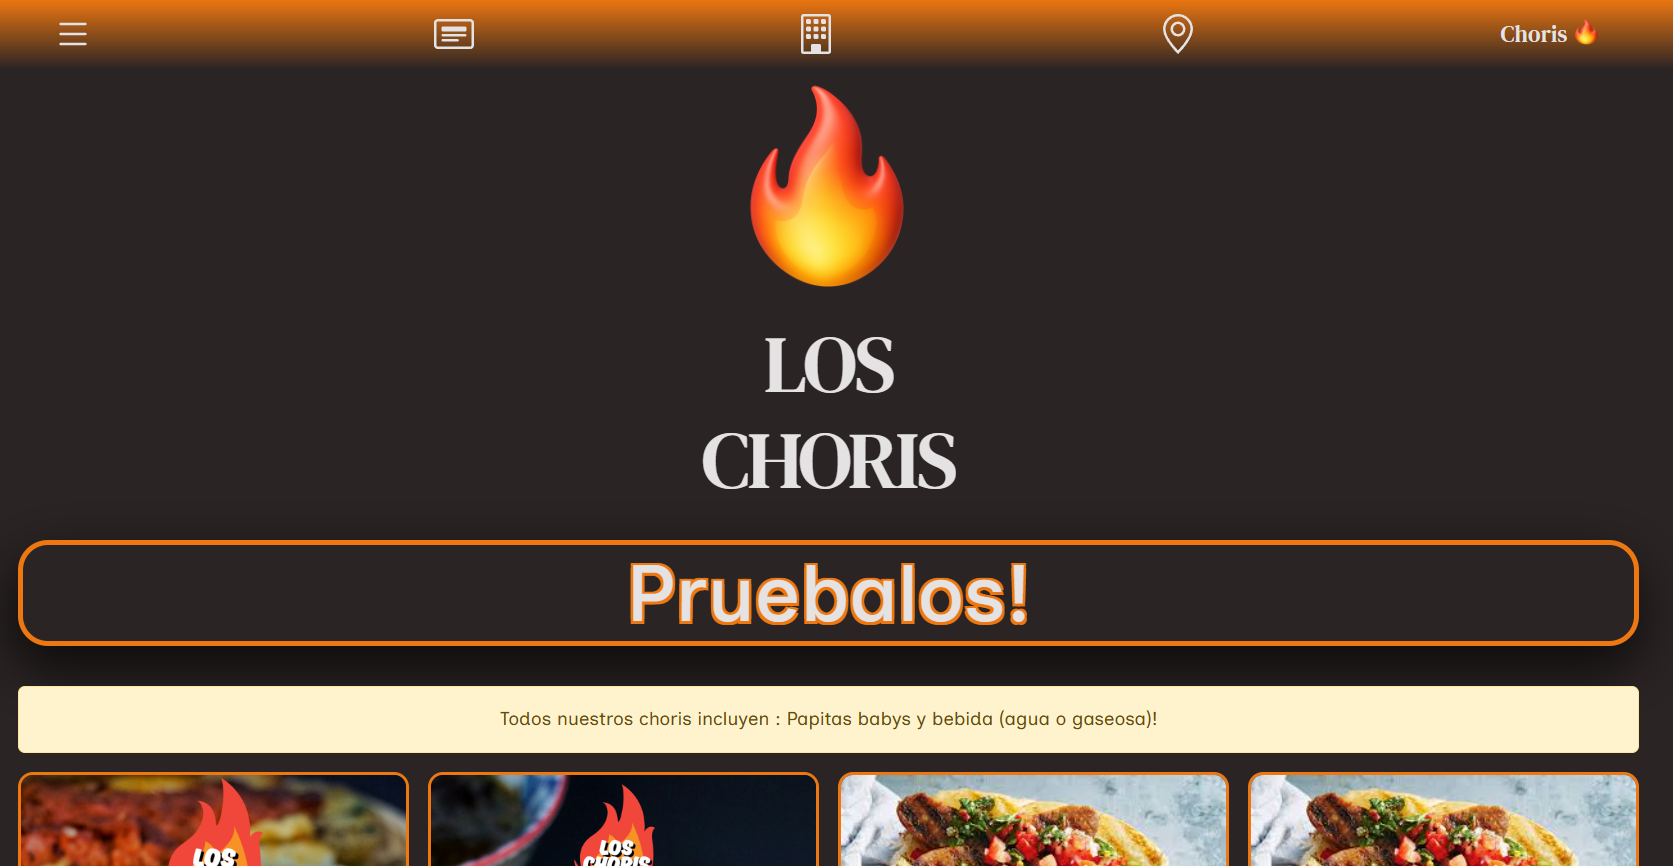 Choris 🔥
LOS
CHORIS
Pruebalos!
Todos nuestros choris incluyen : Papitas babys y bebida (agua o gaseosa)!
LOS
LOS
CHORIS